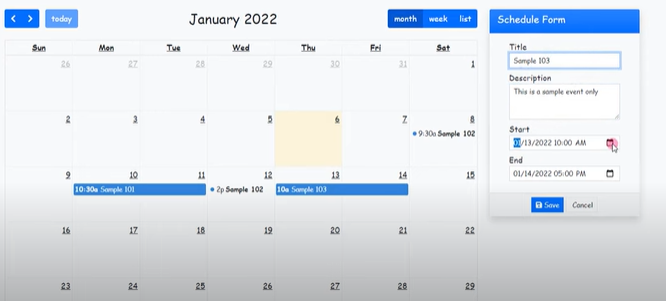 < > today
January 2022
month week list
Sun Mon Tue Wed Thu Fri Sat
26 27 28 29 30 31 1
2 3 4 5 6 7 8
9:30a Sample 102
9 10 11 12 13 14 15
10:30a Sample 101
2p Sample 102
10a Sample 103
16 17 18 19 20 21 22
23 24 25 26 27 28 29
Schedule Form
Title
Sample 103
Description
This is a sample event only
Start
01/13/2022 10:00 AM
End
01/14/2022 05:00 PM
Save Cancel